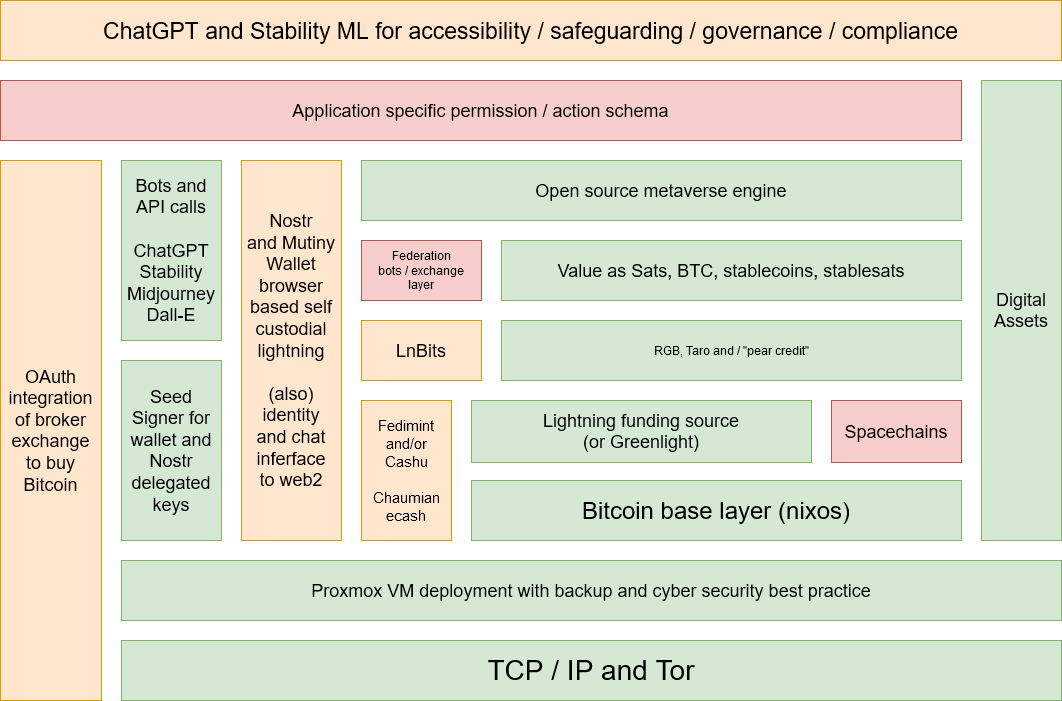 ChatGPT and Stability ML for accessibility / safeguarding / governance / compliance
Application specific permission / action schema
Digital
Assets
OAuth
integration
of broker
exchange
to buy
Bitcoin
Bots and
API calls
ChatGPT
Stability
Midjourney
Dall-E
Seed
Signer for
wallet and
Nostr
delegated
keys
Nostr
and Mutiny
Wallet
browser
based self
custodial
lightning
(also)
identity
and chat
inferface
to web2
Open source metaverse engine
Federation
bots / exchange
layer
Value as Sats, BTC, stablecoins, stablesats
LnBits
RGB, Taro and / "pear credit"
Fedimint
and/or
Cashu
Chaumian
ecash
Lightning funding source
(or Greenlight)
Spacechains
Bitcoin base layer (nixos)
Proxmox VM deployment with backup and cyber security best practice
TCP / IP and Tor